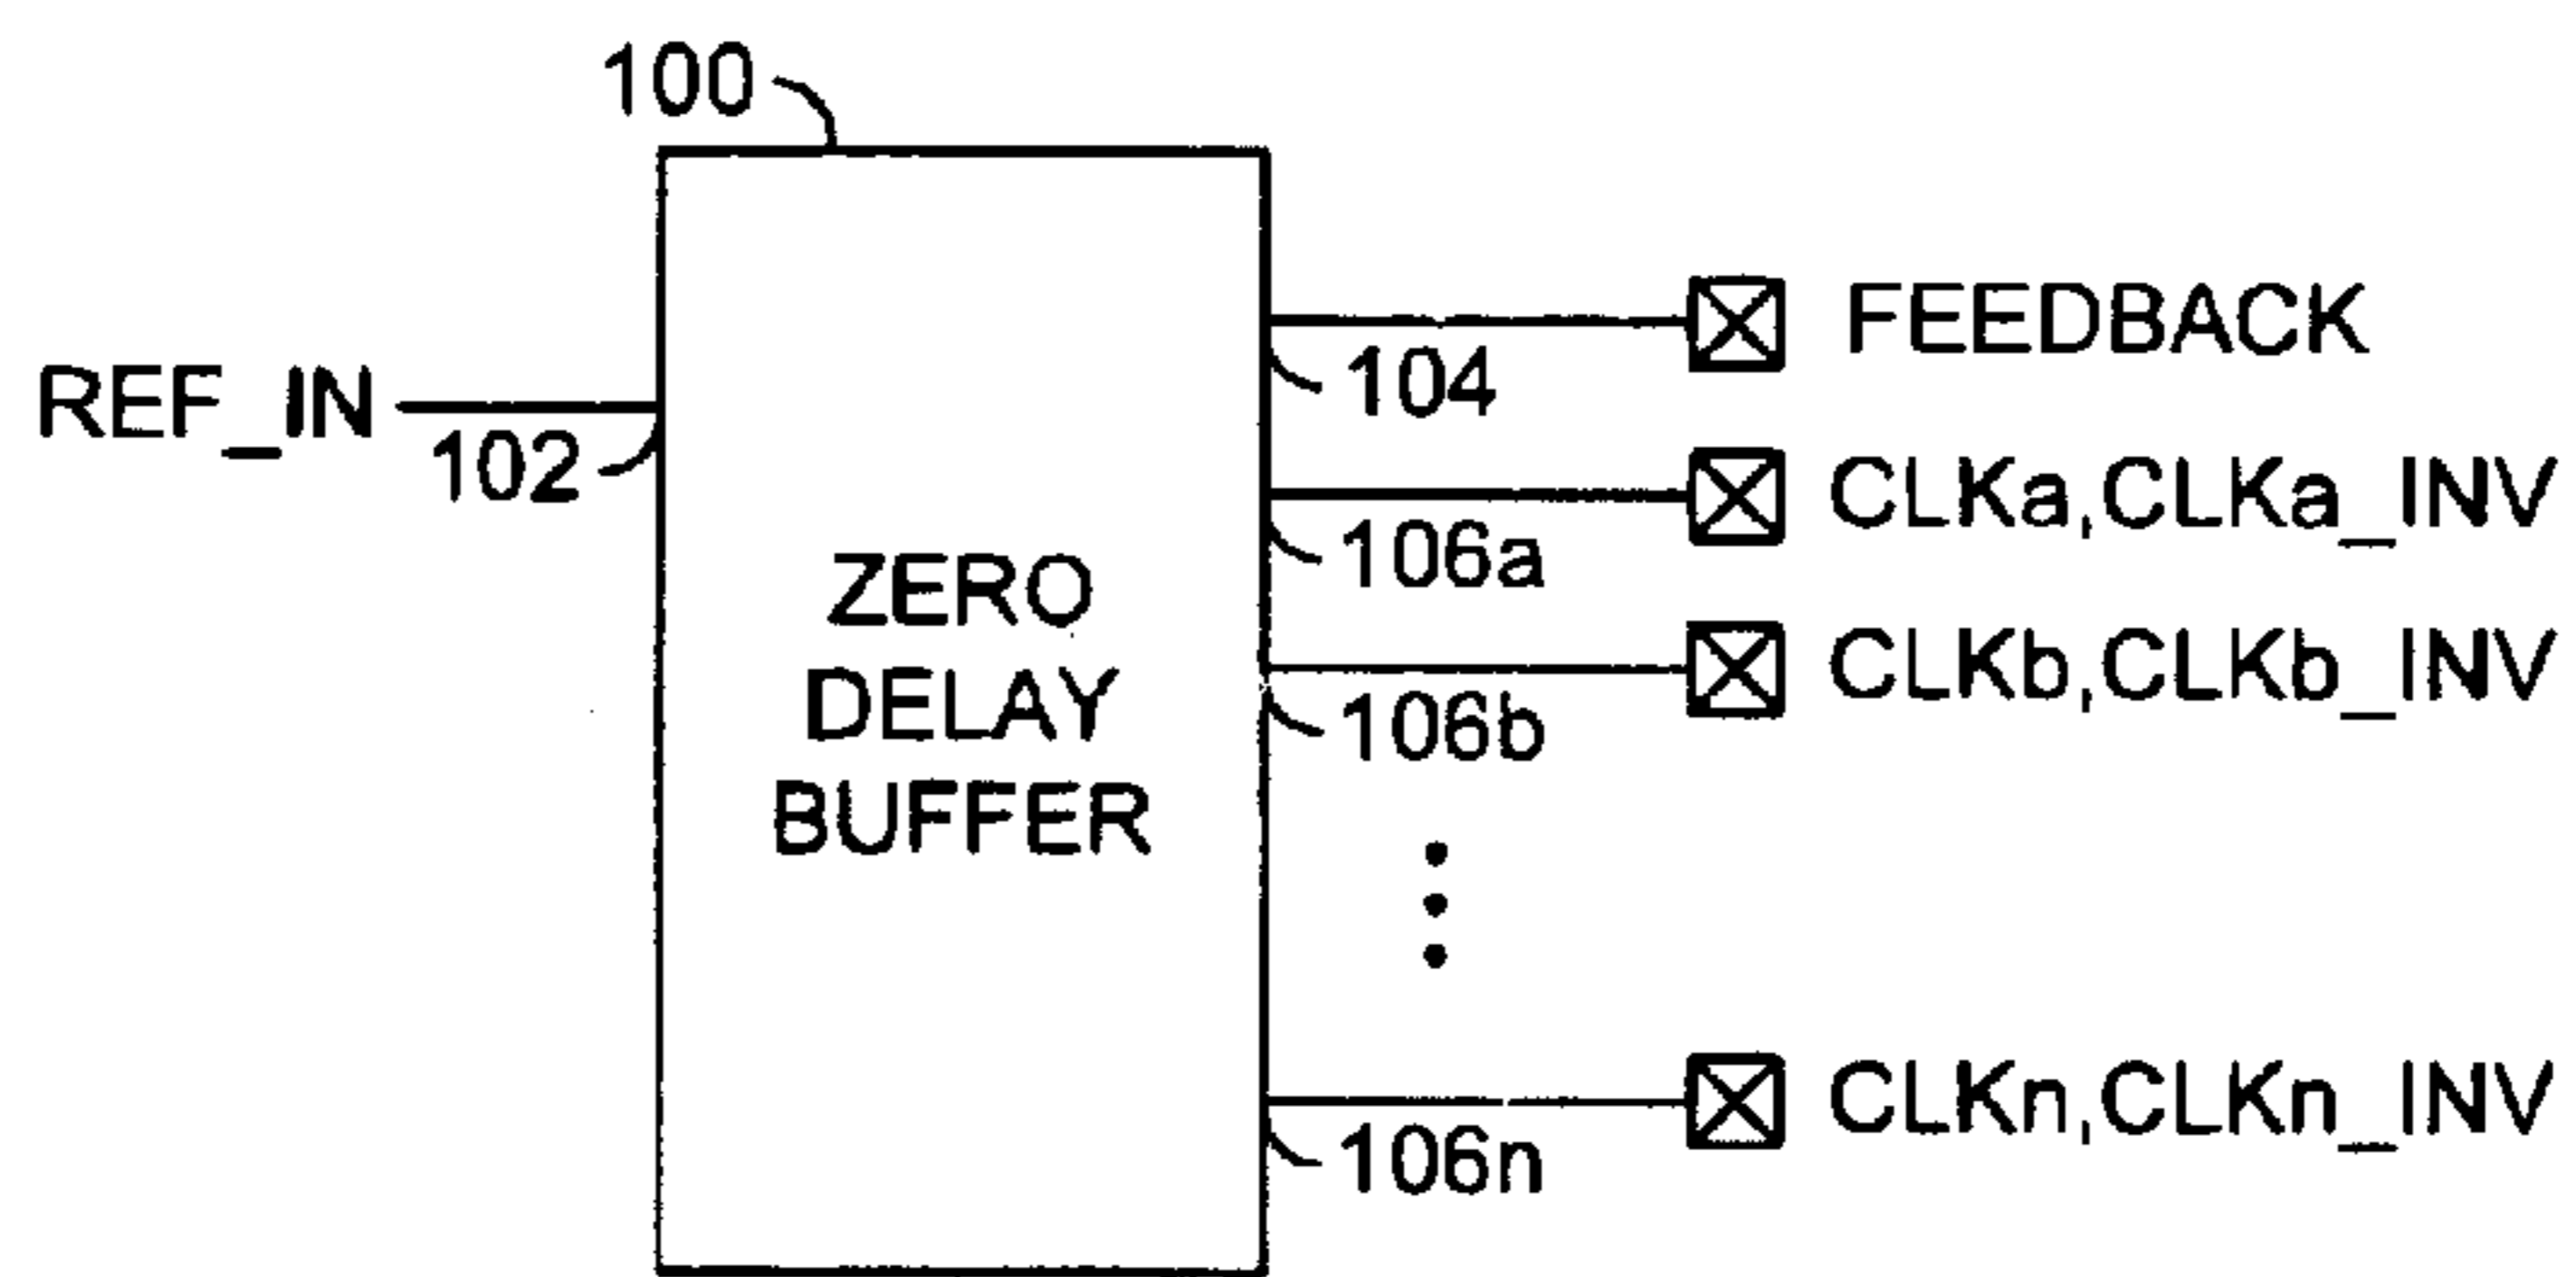 100
REF_IN
102
ZERO
DELAY
BUFFER
FEEDBACK
104
CLKa,CLKa_INV
106a
CLKb,CLKb_INV
106b
CLKn,CLKn_INV
106n